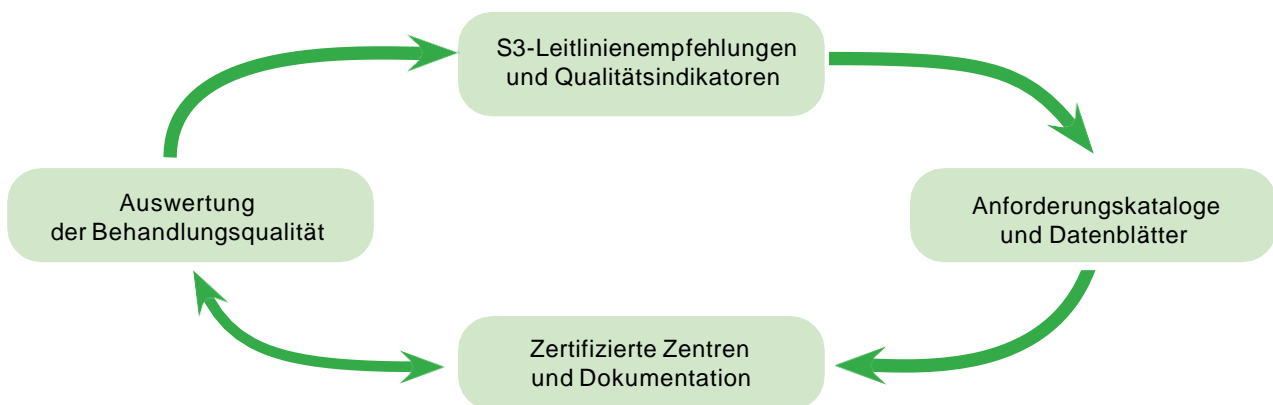 S3-Leitlinienempfehlungen
und Qualitätsindikatoren
Auswertung
der Behandlungsqualität
Anforderungskataloge
und Datenblätter
Zertifizierte Zentren
und Dokumentation